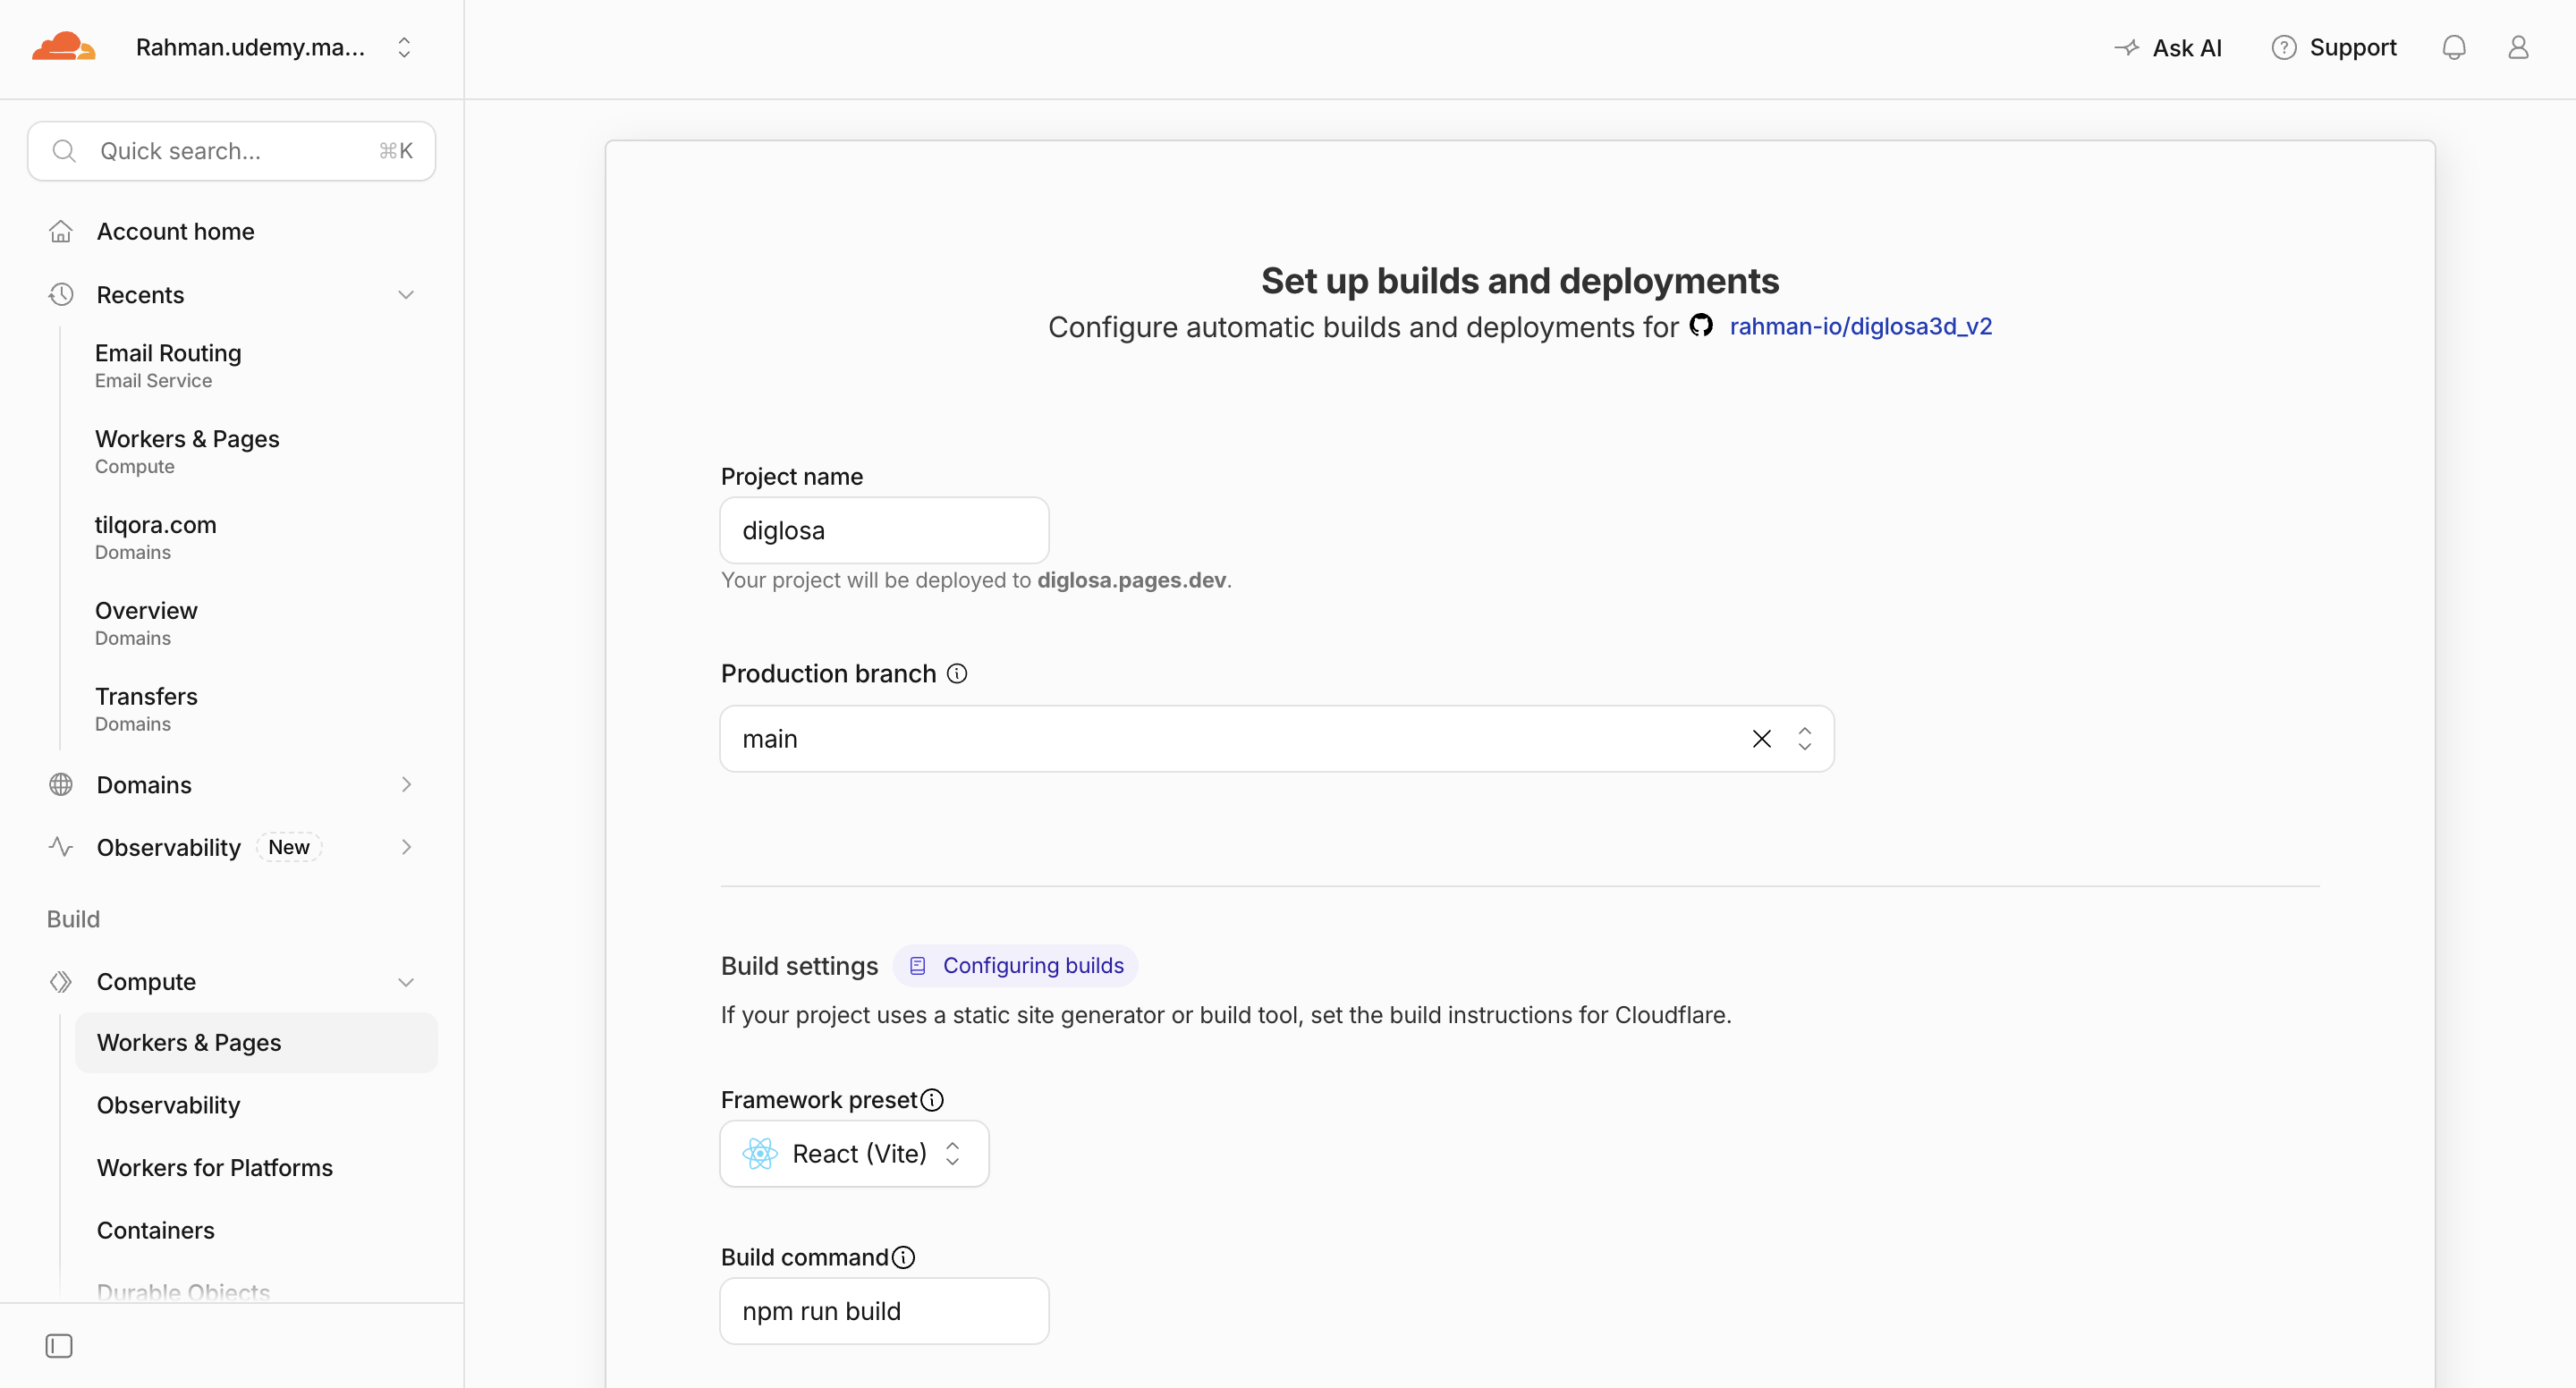 Rahman.udemy.ma...
Ask AI
Support
Quick search...
⌘K
Account home
Recents
Email Routing
Email Service
Workers & Pages
Compute
tilqora.com
Domains
Overview
Domains
Transfers
Domains
Domains
Observability New
Build
Compute
Workers & Pages
Observability
Workers for Platforms
Containers
Durable Objects
Set up builds and deployments
Configure automatic builds and deployments for rahman-io/diglosa3d_v2
Project name
diglosa
Your project will be deployed to diglosa.pages.dev.
Production branch
main
Build settings Configuring builds
If your project uses a static site generator or build tool, set the build instructions for Cloudflare.
Framework preset
React (Vite)
Build command
npm run build